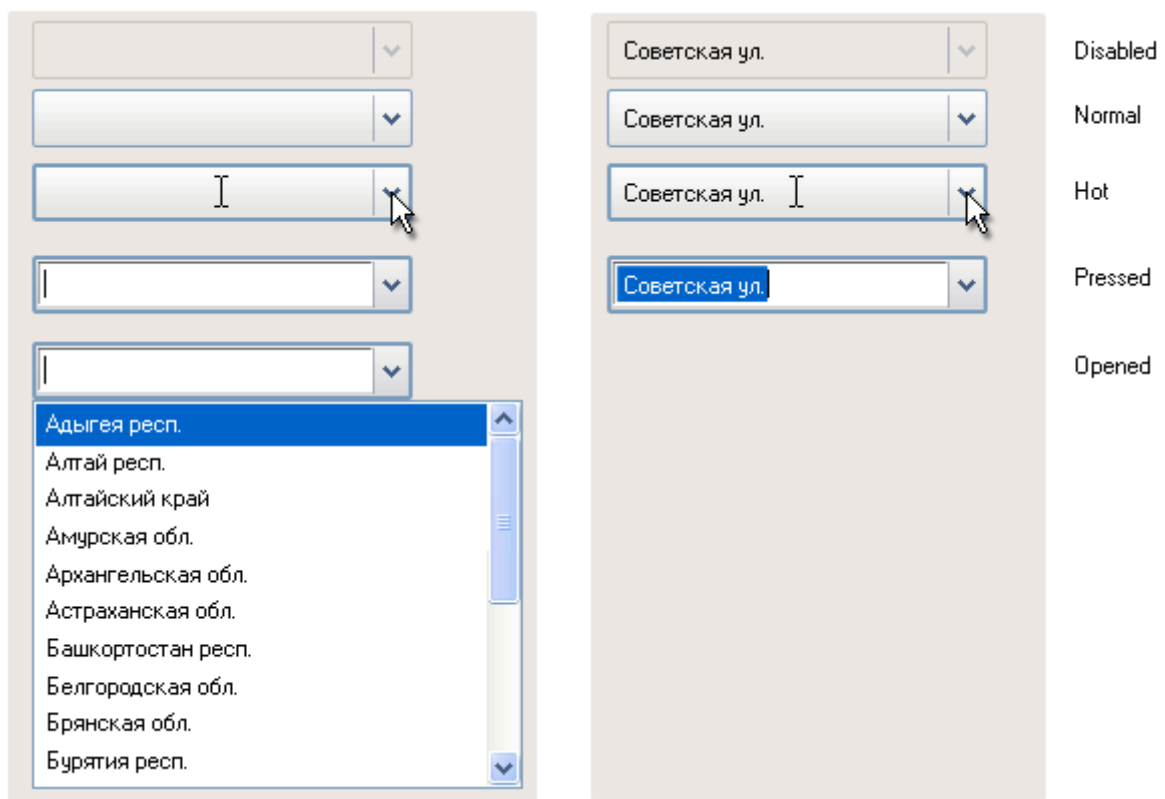 Советская ул. Disabled
Советская ул. Normal
Советская ул. Hot
Советская ул. Pressed
Opened
Адыгея респ.
Алтай респ.
Алтайский край
Амурская обл.
Архангельская обл.
Астраханская обл.
Башкортостан респ.
Белгородская обл.
Брянская обл.
Бурятия респ.